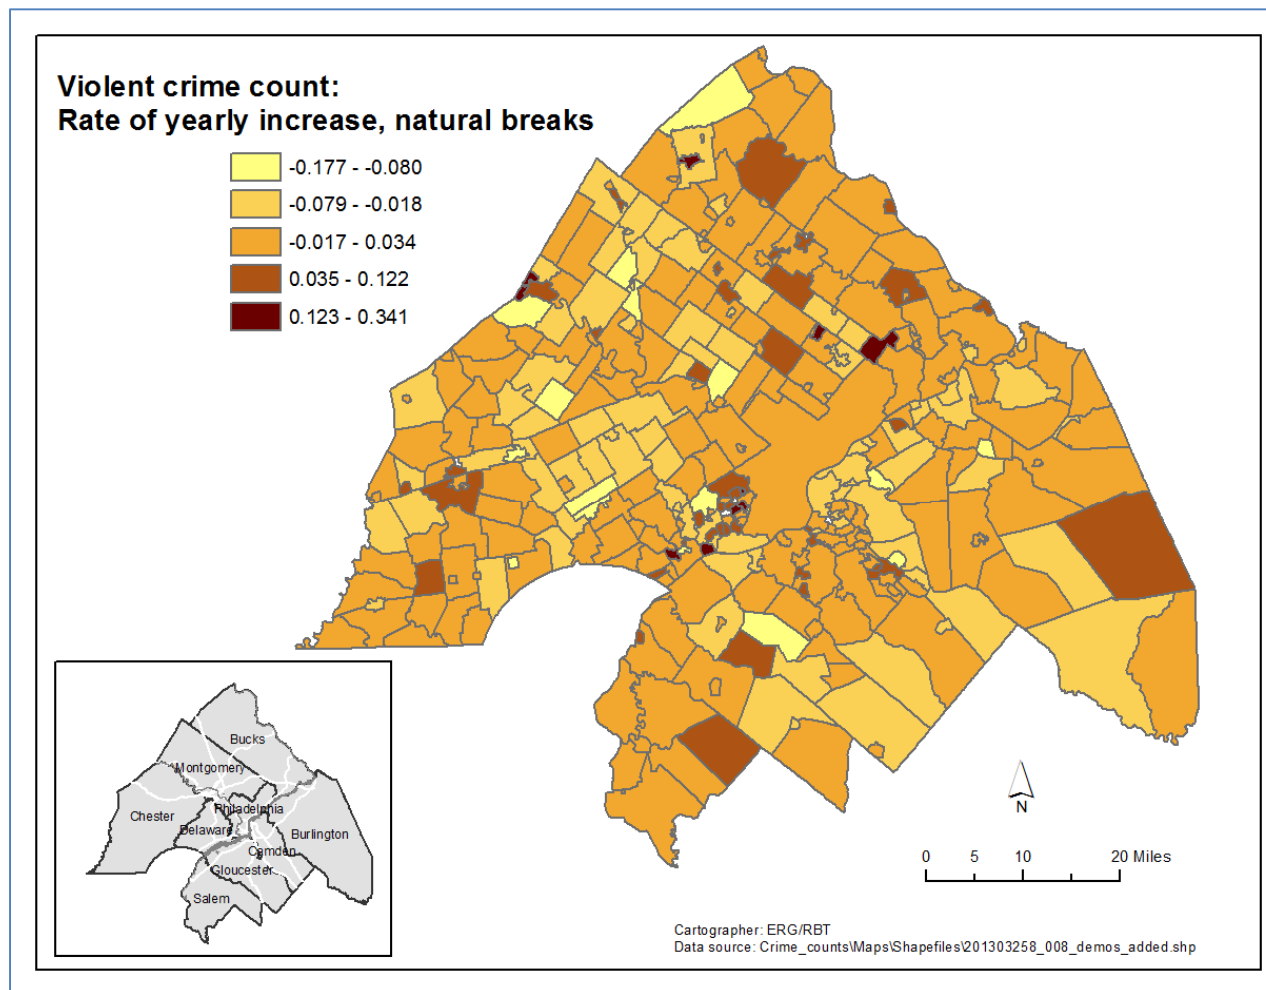 Violent crime count:
Rate of yearly increase, natural breaks
-0.177 - -0.080
-0.079 - -0.018
-0.017 - 0.034
0.035 - 0.122
0.123 - 0.341
Bucks
Montgomery
Philadelphia
Chester
Delaware
Burlington
Camden
Gloucester
Salem
N
0 5 10 20 Miles
Cartographer: ERG/RBT
Data source: Crime_counts\Maps\Shapefiles\201303258_008_demos_added.shp